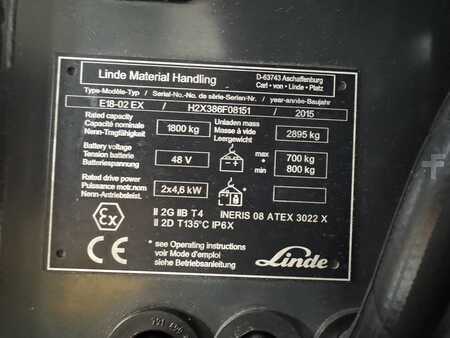 Linde Material Handling
D-63743 Aschaffenburg
Carl - von - Linde - Platz
Type-Modèle-Typ / Serial-No.-No. de série-Serien-Nr. / year-année-Baujahr
E18-02 EX / H2X386F08151 / 2015
Rated capacity
Capacité nominale
Nenn-Tragfähigkeit
1800 kg
Unladen mass
Masse à vide
Leergewicht
2895 kg
Battery voltage
Tension batterie
Batteriespannung
48 V
max
*
min
700 kg
800 kg
Rated drive power
Puissance motr.nom
Nenn-Antriebsleist.
2x4,6 kW
Ex
CE
II 2G IIB T4 INERIS 08 ATEX 3022 X
II 2D T135°C IP6X
* see Operating instructions
voir Mode d'emploi
siehe Betriebsanleitung
Linde